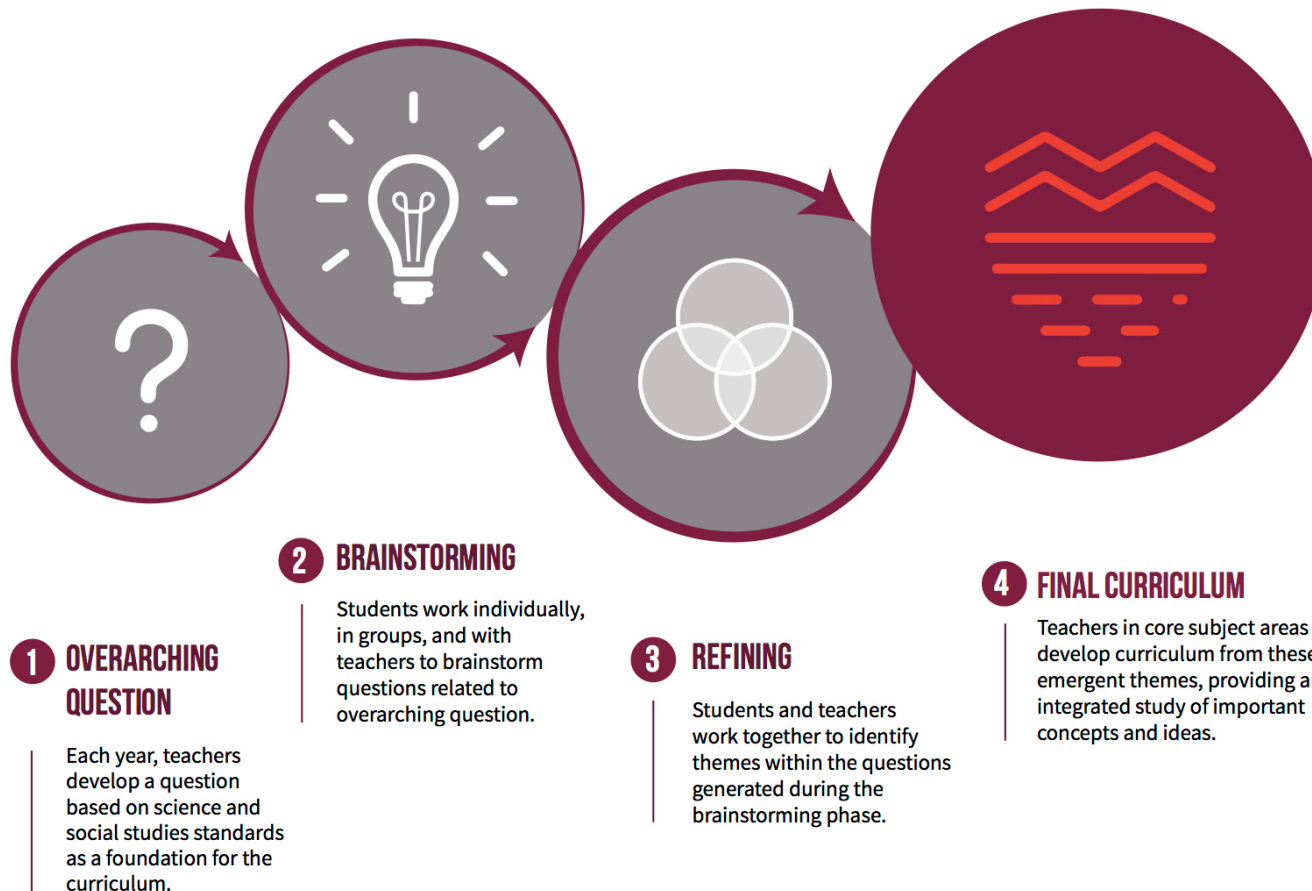 1 OVERARCHING
QUESTION
Each year, teachers
develop a question
based on science and
social studies standards
as a foundation for the
curriculum.
2 BRAINSTORMING
Students work individually,
in groups, and with
teachers to brainstorm
questions related to
overarching question.
3 REFINING
Students and teachers
work together to identify
themes within the questions
generated during the
brainstorming phase.
4 FINAL CURRICULUM
Teachers in core subject areas
develop curriculum from these
emergent themes, providing an
integrated study of important
concepts and ideas.